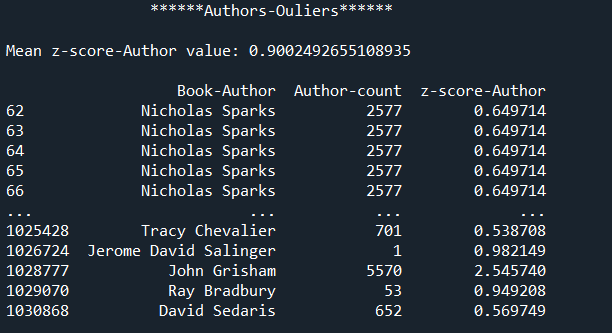 ******Authors-Ouliers******
Mean z-score-Author value: 0.9002492655108935
Book-Author Author-count z-score-Author
62 Nicholas Sparks 2577 0.649714
63 Nicholas Sparks 2577 0.649714
64 Nicholas Sparks 2577 0.649714
65 Nicholas Sparks 2577 0.649714
66 Nicholas Sparks 2577 0.649714
... ... ... ...
1025428 Tracy Chevalier 701 0.538708
1026724 Jerome David Salinger 1 0.982149
1028777 John Grisham 5570 2.545740
1029070 Ray Bradbury 53 0.949208
1030868 David Sedaris 652 0.569749